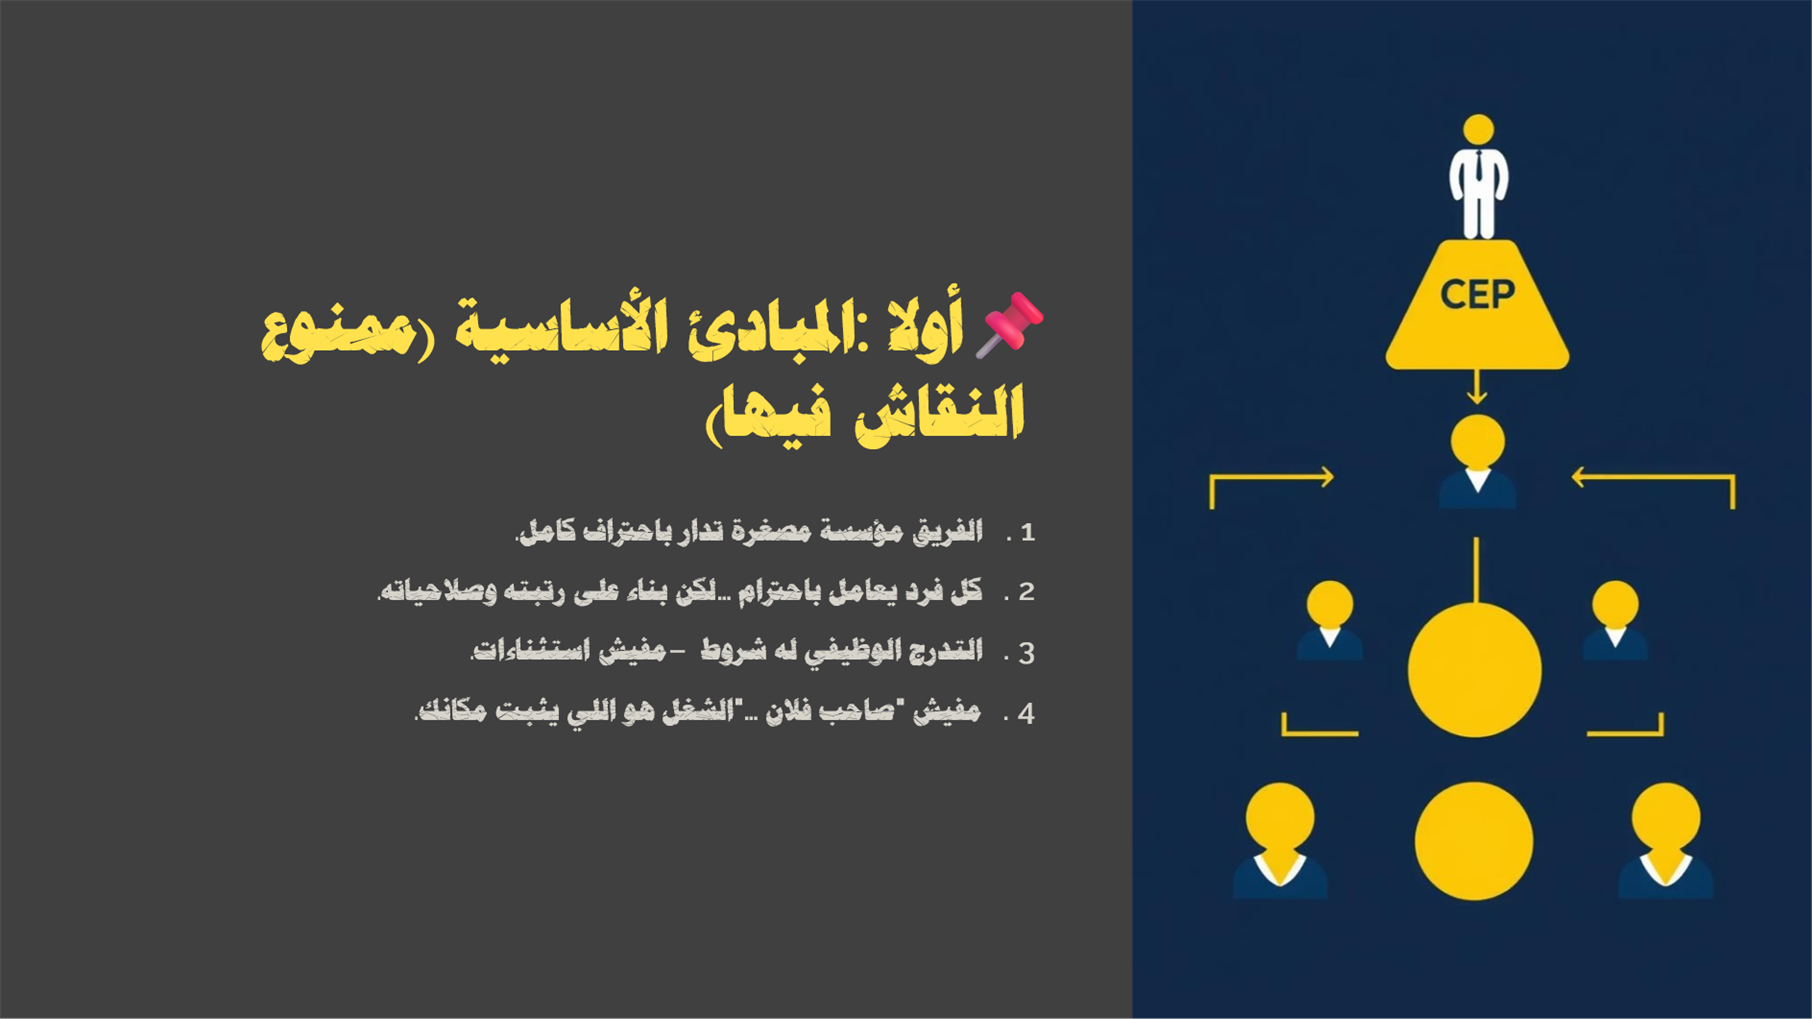 📌 أولا :المبادئ الأساسية (ممنوع
النقاش فيها)
1. الفريق مؤسسة مصغرة تدار باحتراف كامل.
2. كل فرد يعامل باحترام ...لكن بناء على رتبته وصلاحياته.
3. التدرج الوظيفي له شروط – مفيش استثناءات.
4. مفيش "صاحب فلان ..."الشغل هو اللي يثبت مكانك.
CEP